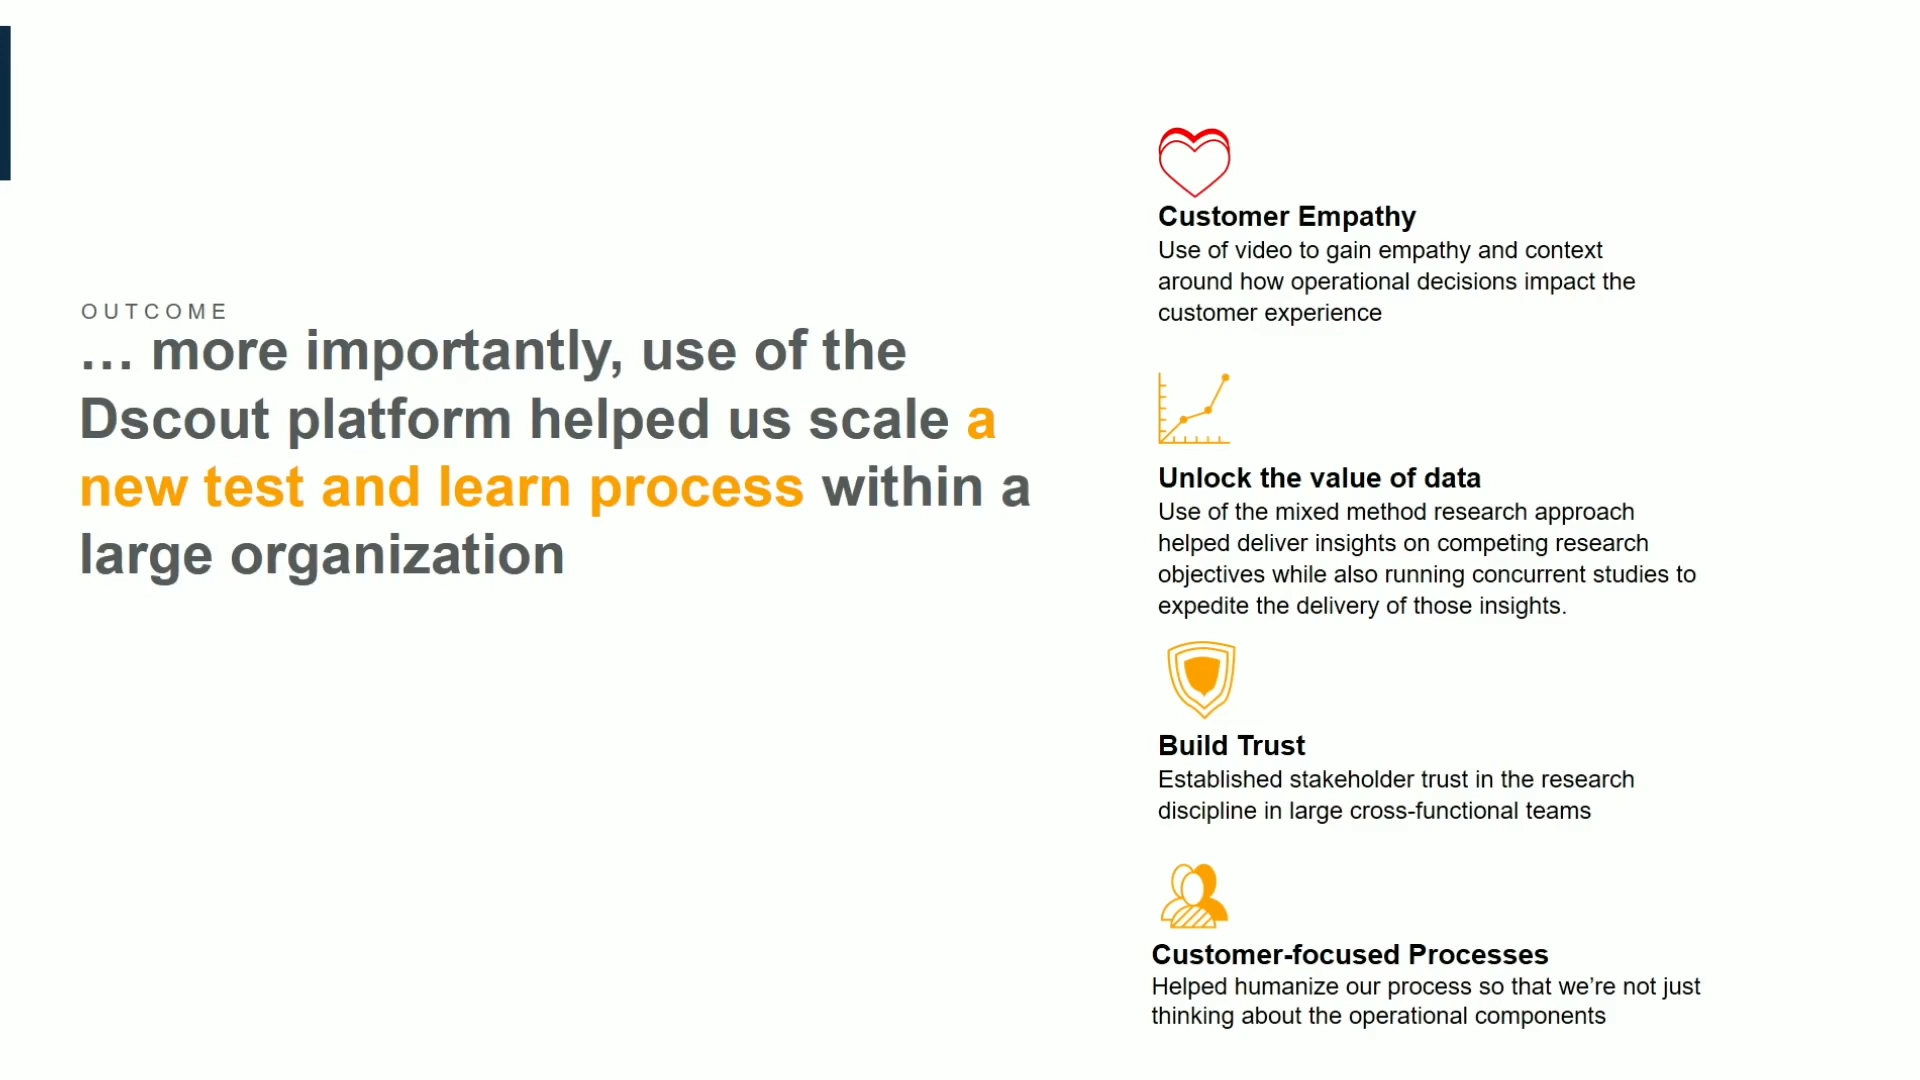 OUTCOME
... more importantly, use of the
Dscout platform helped us scale a
new test and learn process within a
large organization
Customer Empathy
Use of video to gain empathy and context
around how operational decisions impact the
customer experience
Unlock the value of data
Use of the mixed method research approach
helped deliver insights on competing research
objectives while also running concurrent studies to
expedite the delivery of those insights.
Build Trust
Established stakeholder trust in the research
discipline in large cross-functional teams
Customer-focused Processes
Helped humanize our process so that we’re not just
thinking about the operational components